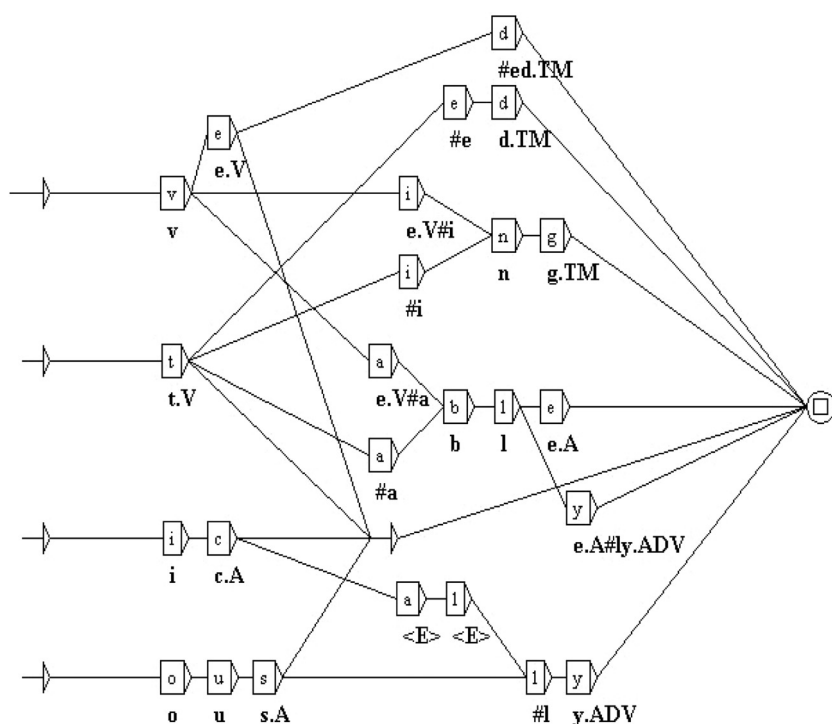 d
#ed.TM
e d
#e d.TM
e
e.V
v i
v e.V#i
n g
n g.TM
i
#i
t a
t.V e.V#a
b l e
b l e.A
a
#a
y
e.A#ly.ADV
i c
i c.A
a l
<E> <E>
o u s l y
o u s.A #l y.ADV